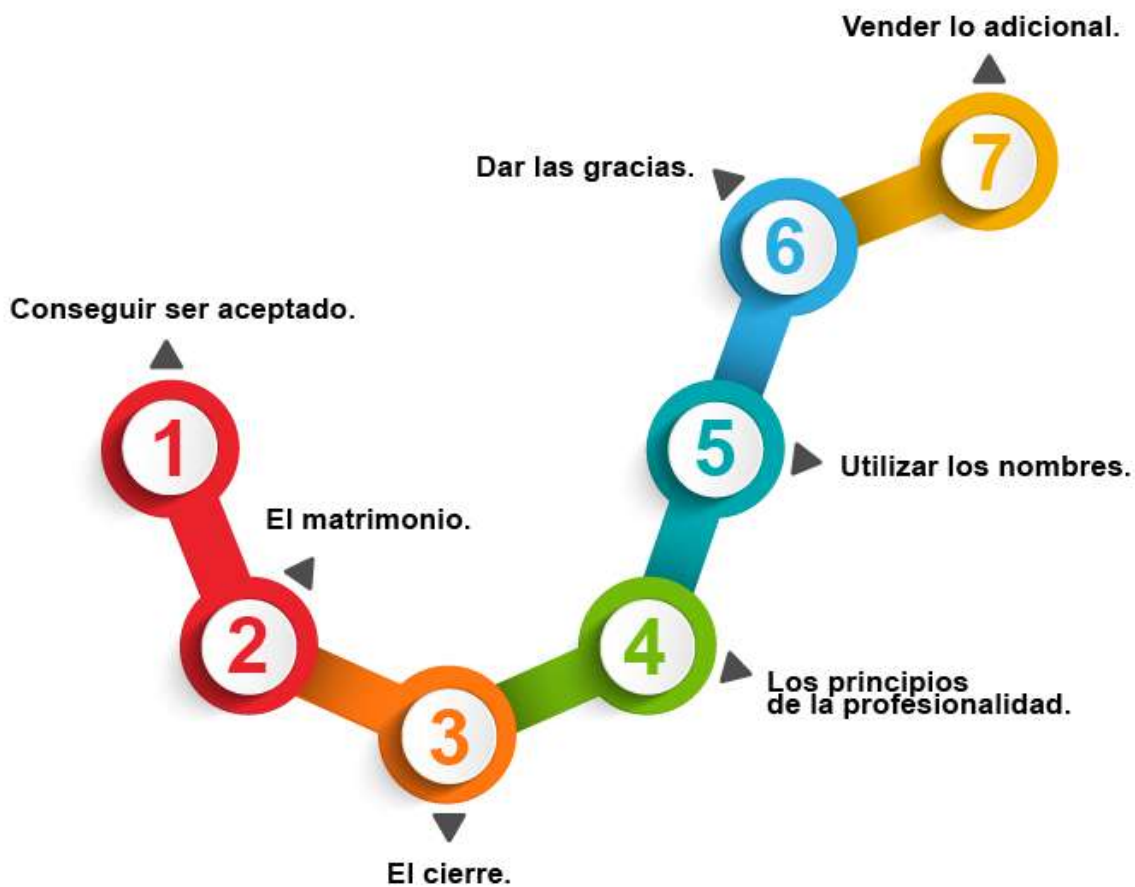 Conseguir ser aceptado.
1
El matrimonio.
2
3
El cierre.
4
Los principios
de la profesionalidad.
5
Utilizar los nombres.
Dar las gracias.
6
Vender lo adicional.
7